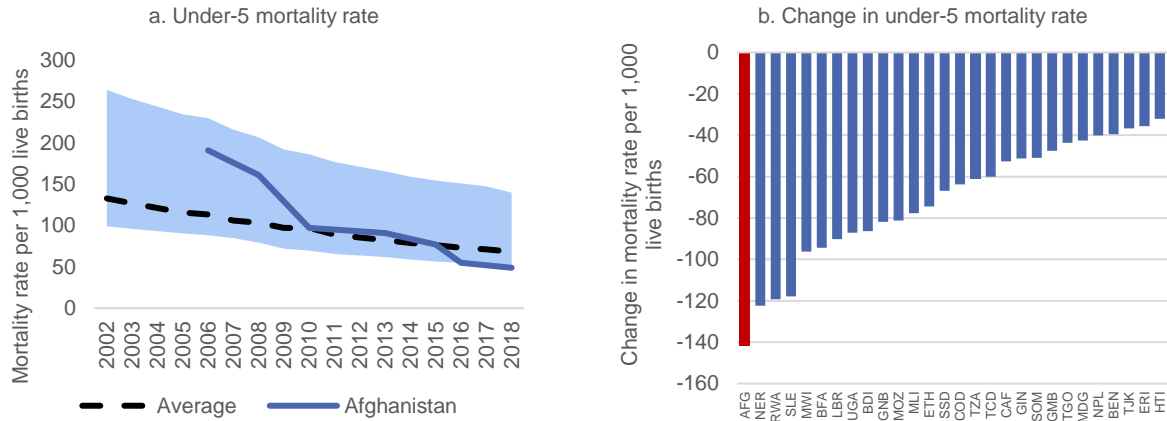 a. Under-5 mortality rate
Mortality rate per 1,000 live births
300
250
200
150
100
50
0
2002
2003
2004
2005
2006
2007
2008
2009
2010
2011
2012
2013
2014
2015
2016
2017
2018
Average
Afghanistan
b. Change in under-5 mortality rate
Change in mortality rate per 1,000
live births
0
-20
-40
-60
-80
-100
-120
-140
-160
AFG
NER
RWA
SLE
MWI
BFA
LBR
UGA
BDI
GNB
MOZ
MLI
ETH
SSD
COD
TZA
TCD
CAF
GIN
SOM
GMB
TGO
MDG
NPL
BEN
TJK
ERI
HTI